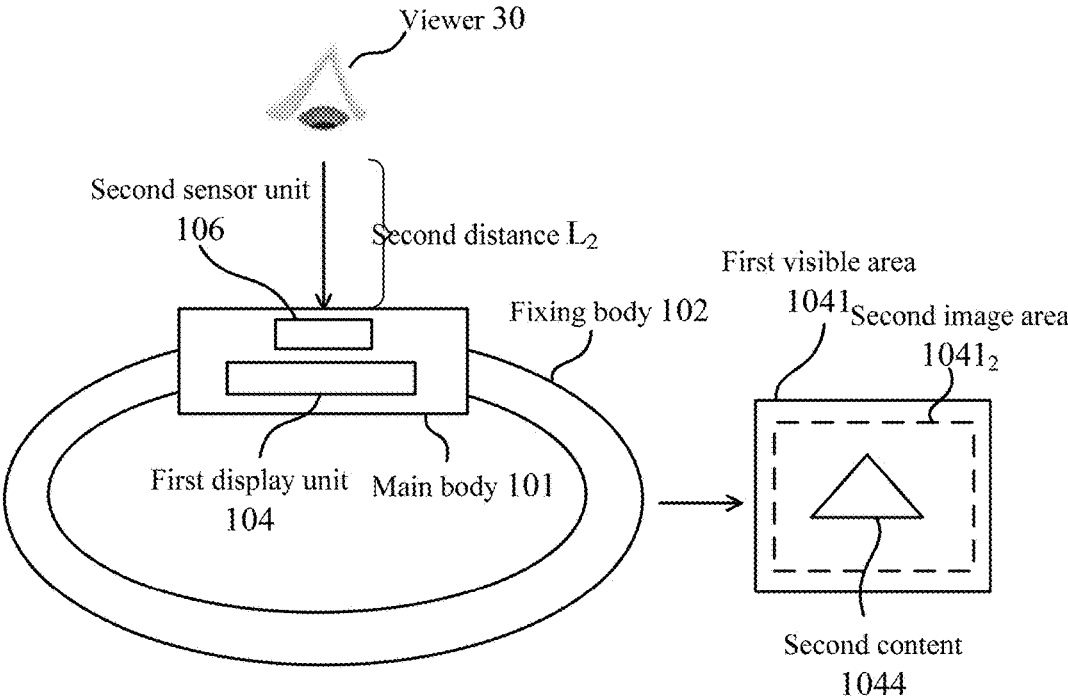 Viewer 30
Second sensor unit
106
Second distance L₂
First visible area
1041
Second image area
1041₂
Fixing body 102
First display unit
104
Main body 101
Second content
1044